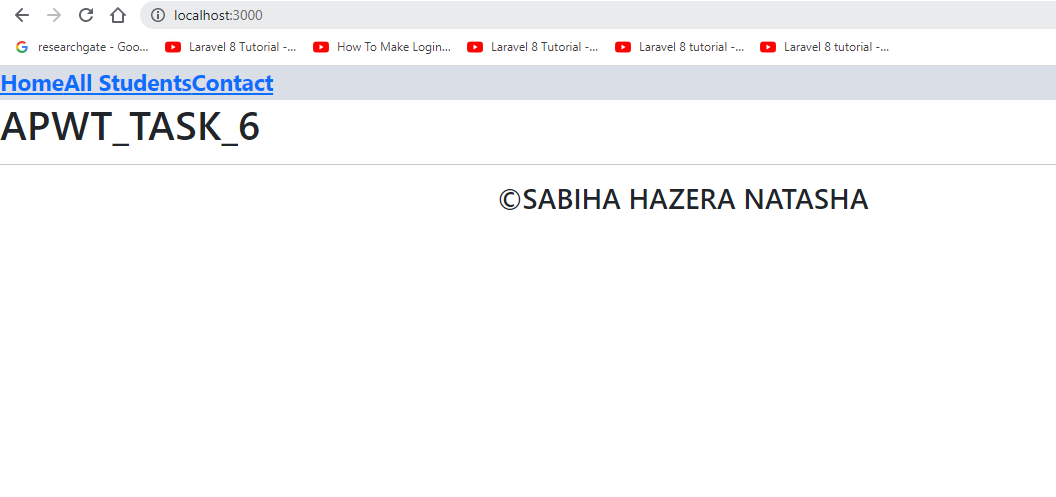 localhost:3000
researchgate - Goo... Laravel 8 Tutorial -... How To Make Login... Laravel 8 Tutorial -... Laravel 8 tutorial -... Laravel 8 tutorial -...
HomeAll StudentsContact
APWT_TASK_6
©SABIHA HAZERA NATASHA